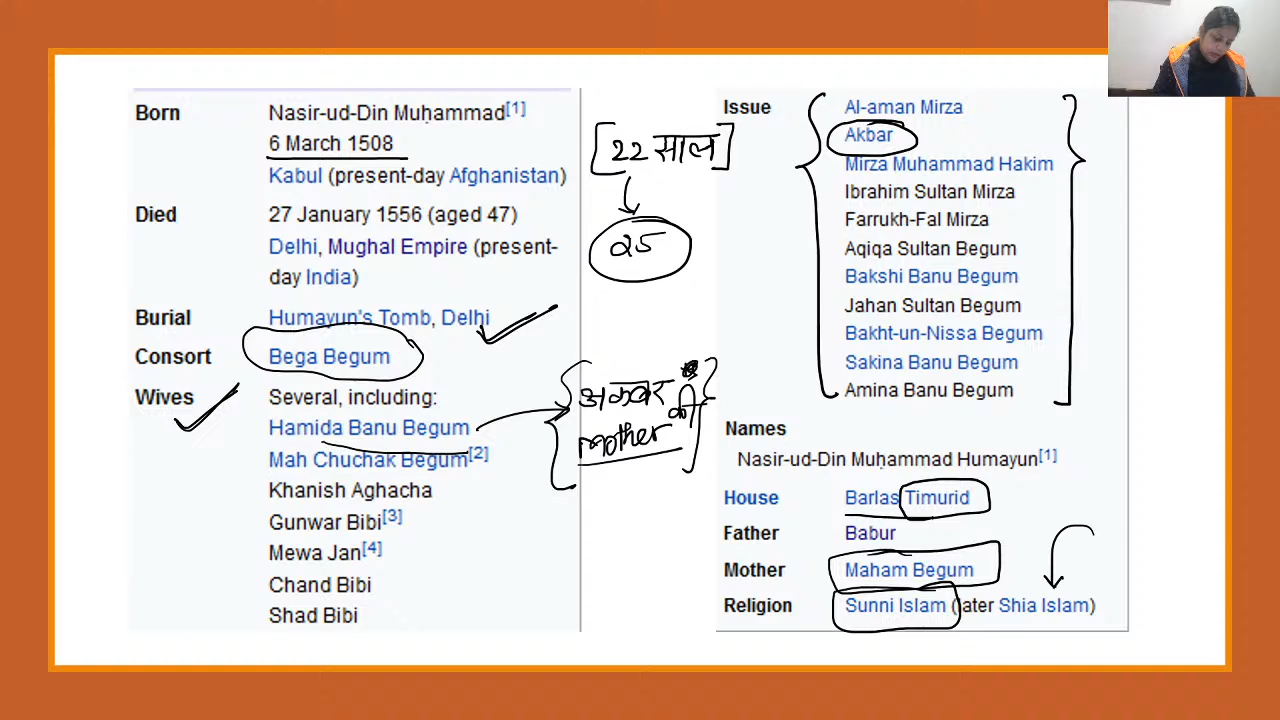 Born Nasir-ud-Din Muḥammad[1]
6 March 1508
Kabul (present-day Afghanistan)
Died 27 January 1556 (aged 47)
Delhi, Mughal Empire (present-
day India)
Burial Humayun's Tomb, Delhi
Consort Bega Begum
Wives Several, including:
Hamida Banu Begum
Mah Chuchak Begum[2]
Khanish Aghacha
Gunwar Bibi[3]
Mewa Jan[4]
Chand Bibi
Shad Bibi
[22 साल]
25
अकबर की
mother
Issue Al-aman Mirza
Akbar
Mirza Muhammad Hakim
Ibrahim Sultan Mirza
Farrukh-Fal Mirza
Aqiqa Sultan Begum
Bakshi Banu Begum
Jahan Sultan Begum
Bakht-un-Nissa Begum
Sakina Banu Begum
Amina Banu Begum
Names
Nasir-ud-Din Muḥammad Humayun[1]
House Barlas Timurid
Father Babur
Mother Maham Begum
Religion Sunni Islam (later Shia Islam)